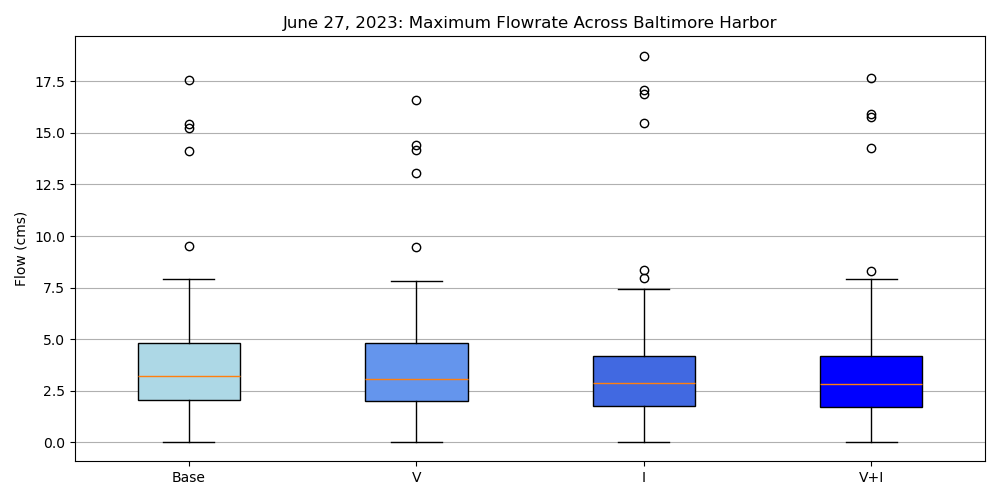 June 27, 2023: Maximum Flowrate Across Baltimore Harbor
Flow (cms)
17.5
15.0
12.5
10.0
7.5
5.0
2.5
0.0
Base
V
I
V+I